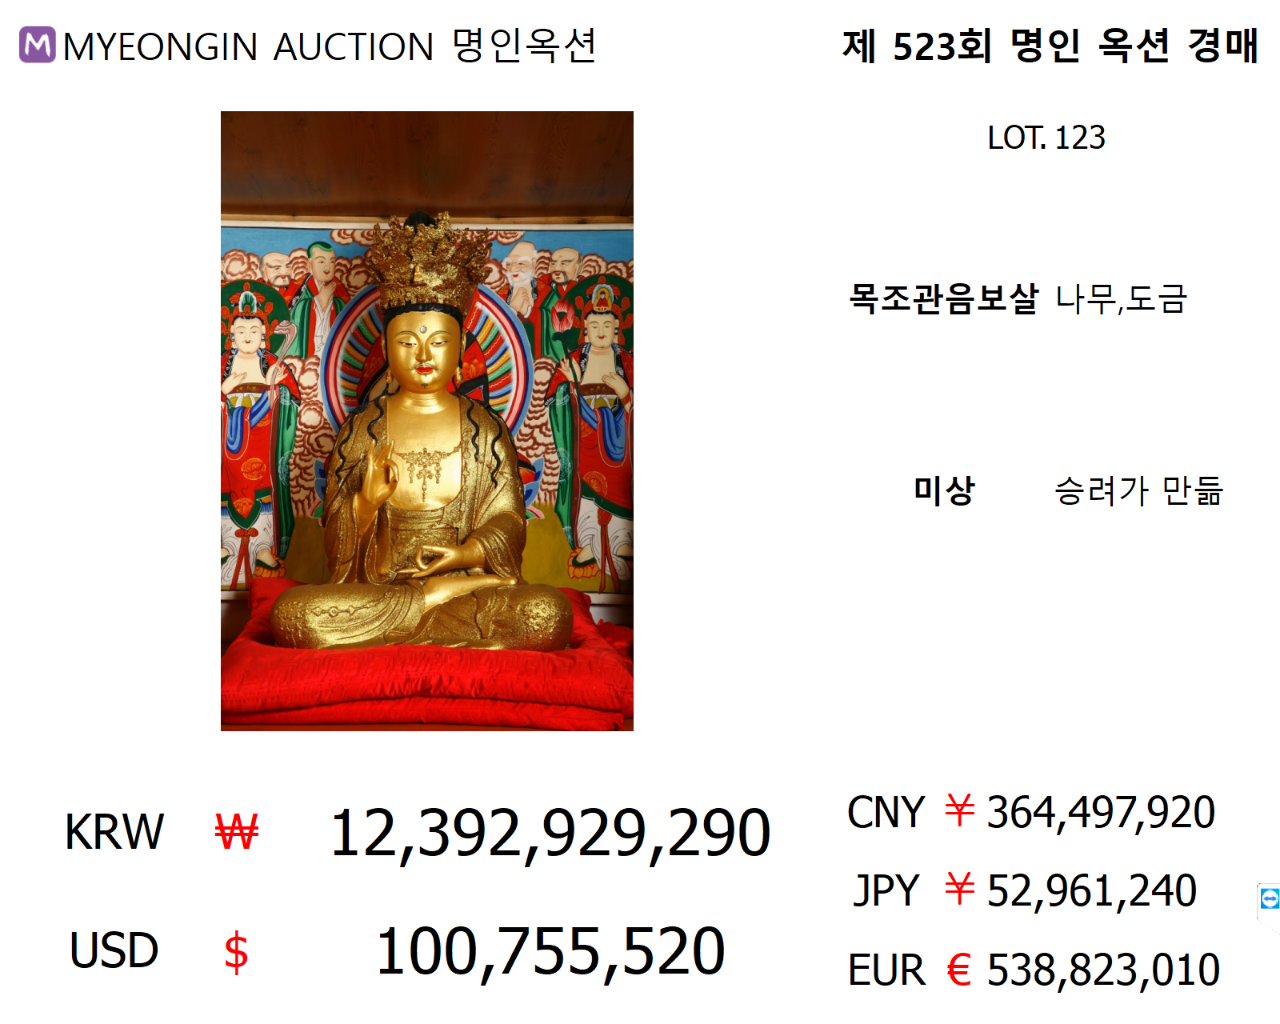 M MYEONGIN AUCTION 명인옥션
제 523회 명인 옥션 경매
LOT. 123
목조관음보살 나무,도금
미상 승려가 만듦
KRW ₩ 12,392,929,290
USD $ 100,755,520
CNY ¥ 364,497,920
JPY ¥ 52,961,240
EUR € 538,823,010